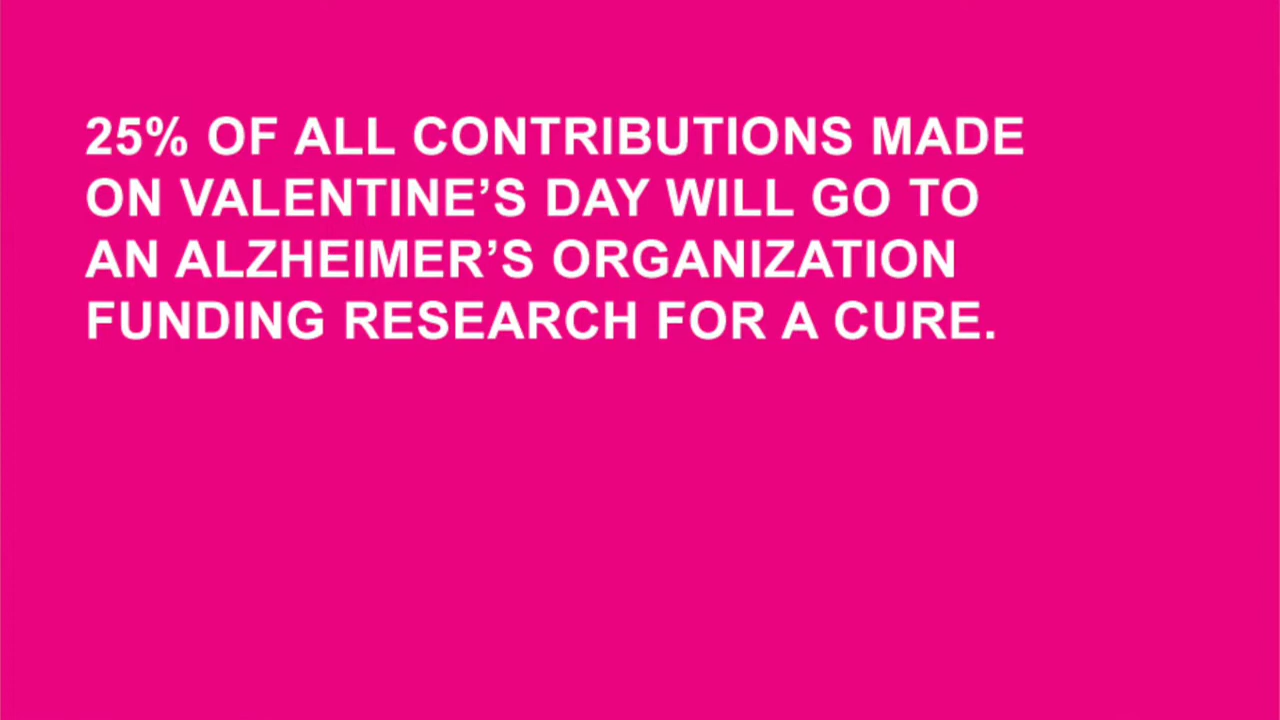 25% OF ALL CONTRIBUTIONS MADE
ON VALENTINE’S DAY WILL GO TO
AN ALZHEIMER’S ORGANIZATION
FUNDING RESEARCH FOR A CURE.